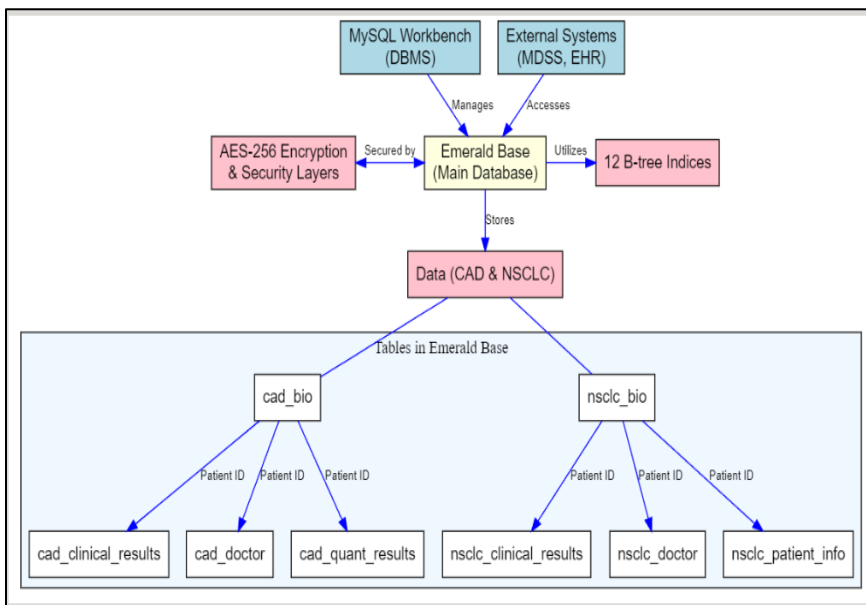 MySQL Workbench
(DBMS)
External Systems
(MDSS, EHR)
Manages
Accesses
AES-256 Encryption
& Security Layers
Secured by
Emerald Base
(Main Database)
Utilizes
12 B-tree Indices
Stores
Data (CAD & NSCLC)
Tables in Emerald Base
cad_bio
nsclc_bio
Patient ID
Patient ID
Patient ID
Patient ID
Patient ID
Patient ID
cad_clinical_results
cad_doctor
cad_quant_results
nsclc_clinical_results
nsclc_doctor
nsclc_patient_info